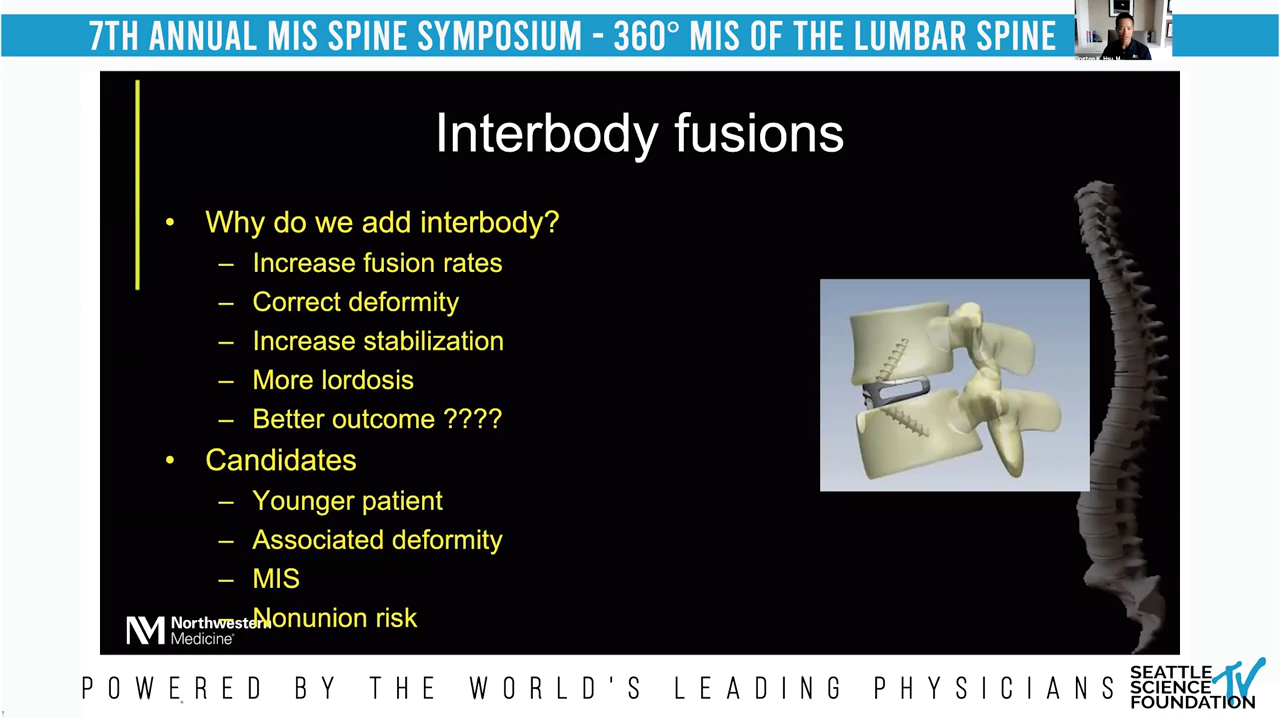 7TH ANNUAL MIS SPINE SYMPOSIUM - 360° MIS OF THE LUMBAR SPINE
Interbody fusions
• Why do we add interbody?
– Increase fusion rates
– Correct deformity
– Increase stabilization
– More lordosis
– Better outcome ????
• Candidates
– Younger patient
– Associated deformity
– MIS
– Nonunion risk
Northwestern
Medicine
POWERED BY THE WORLD'S LEADING PHYSICIANS
SEATTLE
SCIENCE
FOUNDATION
TV